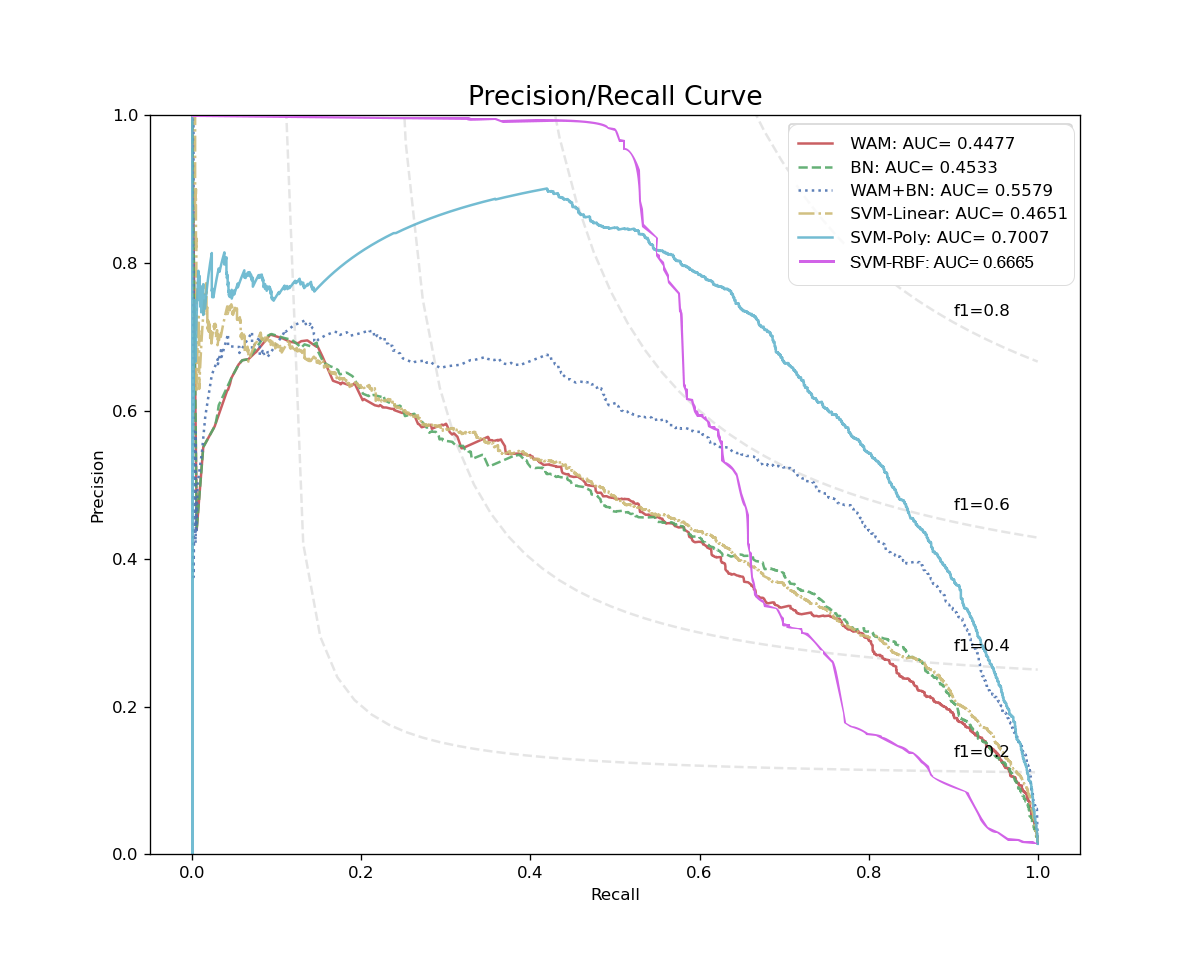 Precision/Recall Curve
1.0
0.8
0.6
0.4
0.2
0.0
Precision
WAM: AUC= 0.4477
BN: AUC= 0.4533
WAM+BN: AUC= 0.5579
SVM-Linear: AUC= 0.4651
SVM-Poly: AUC= 0.7007
SVM-RBF: AUC= 0.6665
f1=0.8
f1=0.6
f1=0.4
f1=0.2
0.0 0.2 0.4 0.6 0.8 1.0
Recall